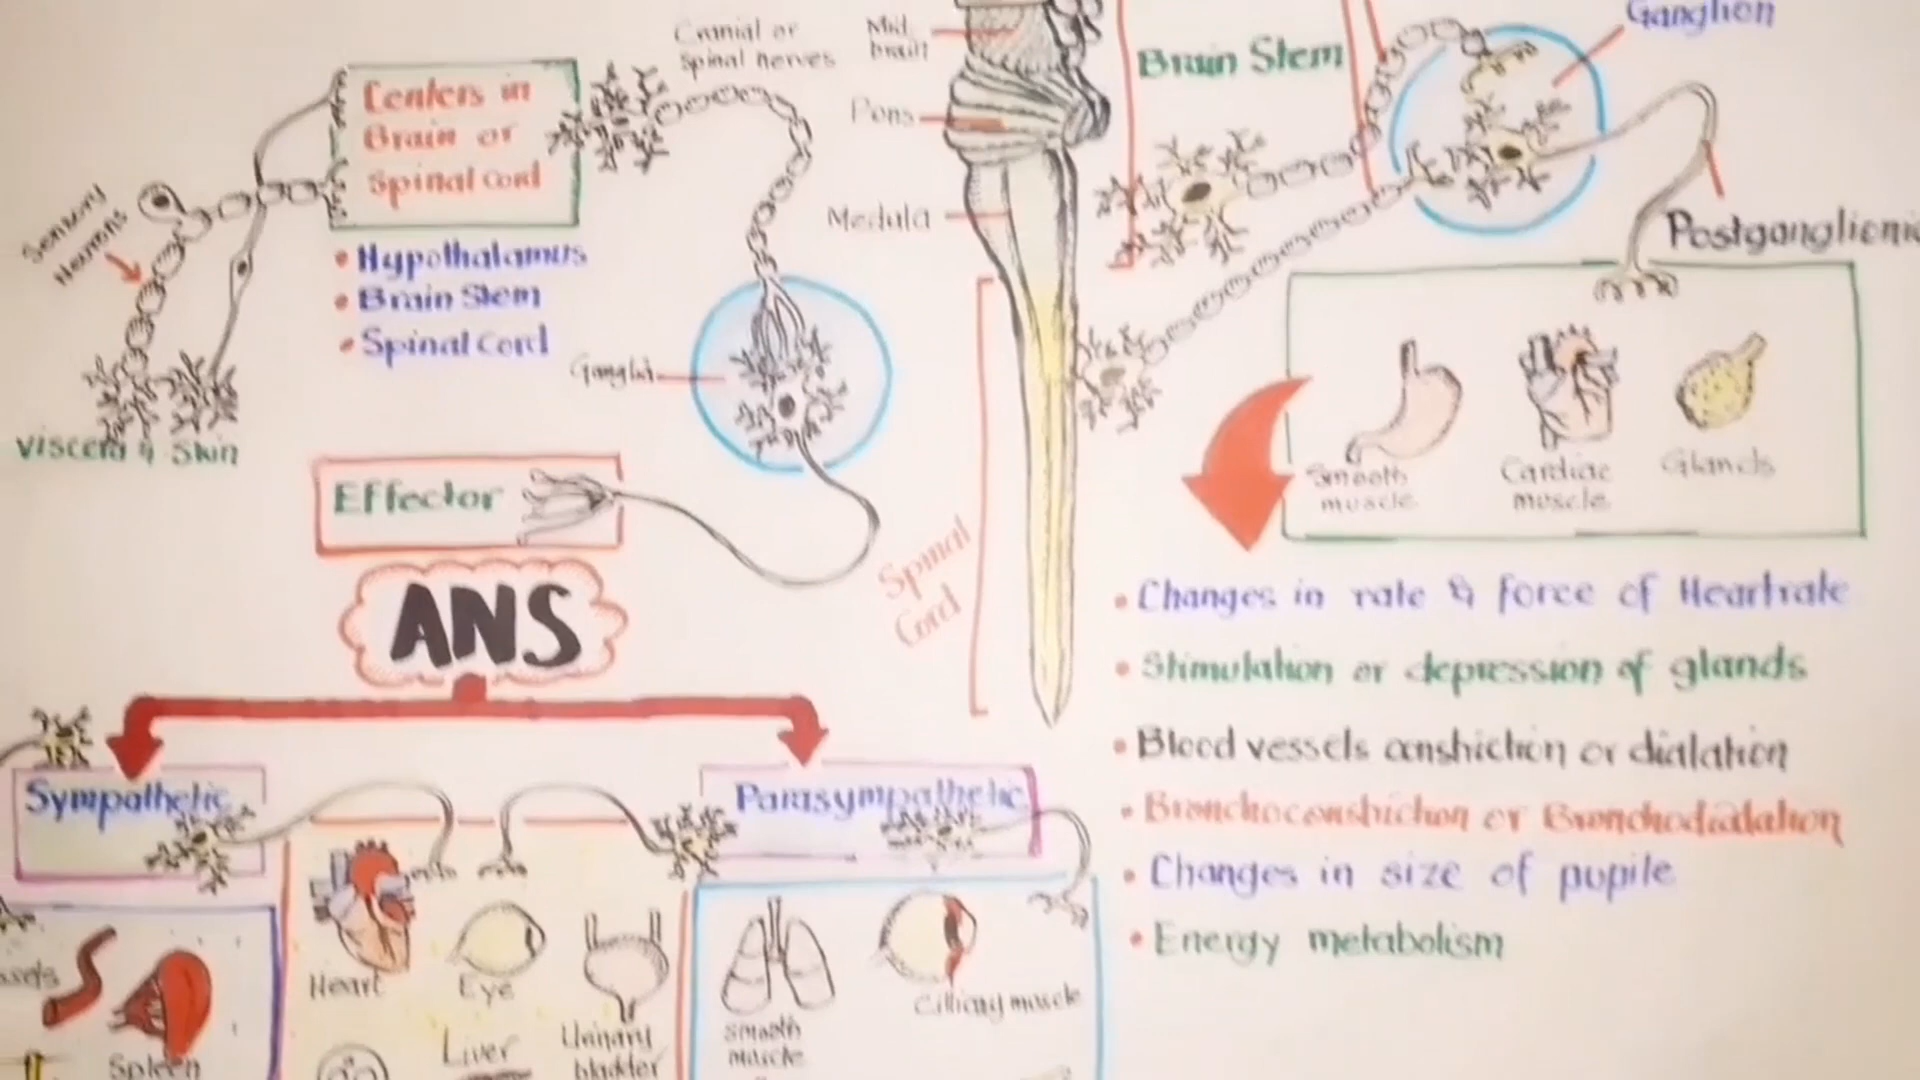 Cranial or
spinal nerves
Mid
brain
Brain Stem
Ganglion
Centers in
Brain or
spinal cord
Pons
Sensory
Neurons
Medula
Postganglionic
Hypothalamus
Brain Stem
Spinal Cord
Ganglia
Viscera & Skin
Effector
Smooth
muscle
Cardiac
muscle
Glands
Spinal
Cord
ANS
Changes in rate & force of Heartrate
Stimulation or depression of glands
Blood vessels constriction or dialation
Bronchoconstriction or Bronchodialation
Changes in size of pupile
Energy metabolism
Sympathetic
Parasympathetic
Heart
Eye
Urinary
bladder
Liver
Spleen
Smooth
muscle
Cilliary muscle